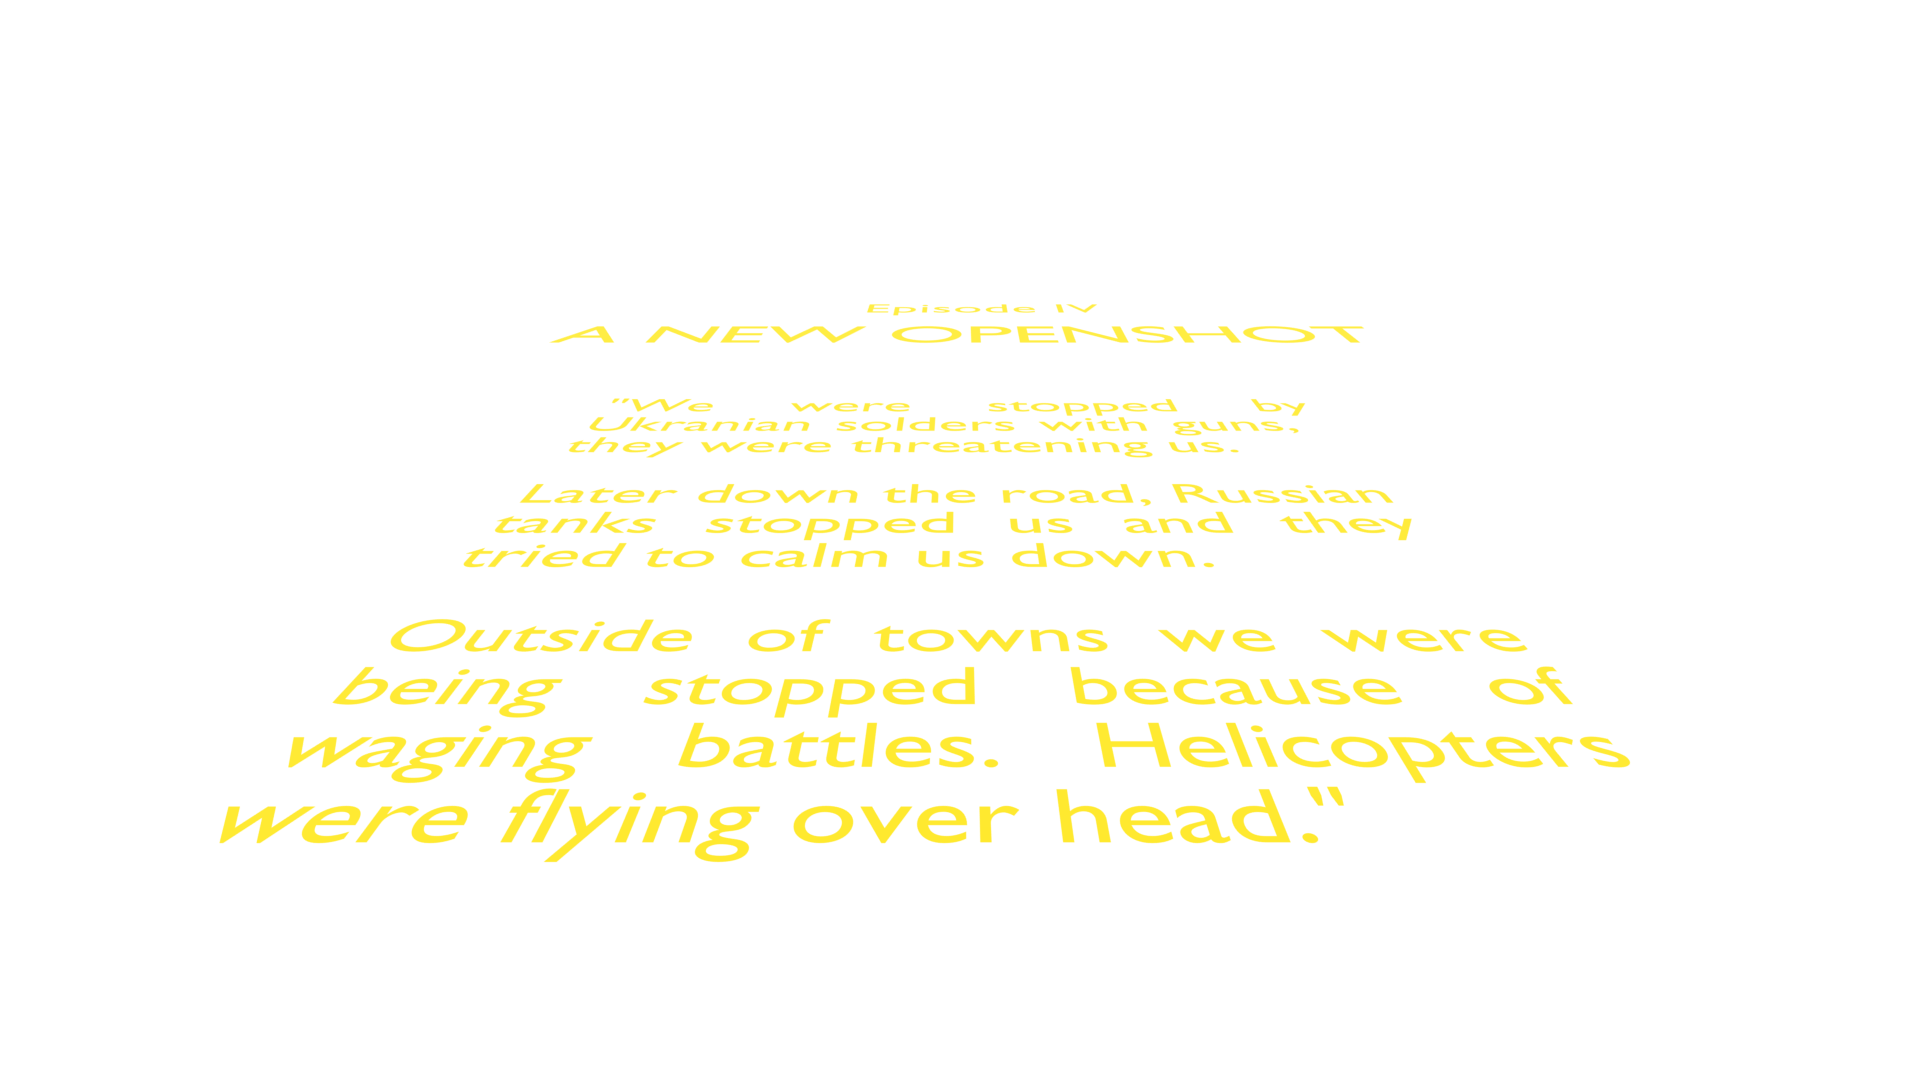 Episode IV
A NEW OPENSHOT
"We were stopped by
Ukranian solders with guns,
they were threatening us.
Later down the road, Russian
tanks stopped us and they
tried to calm us down.
Outside of towns we were
being stopped because of
waging battles. Helicopters
were flying over head."